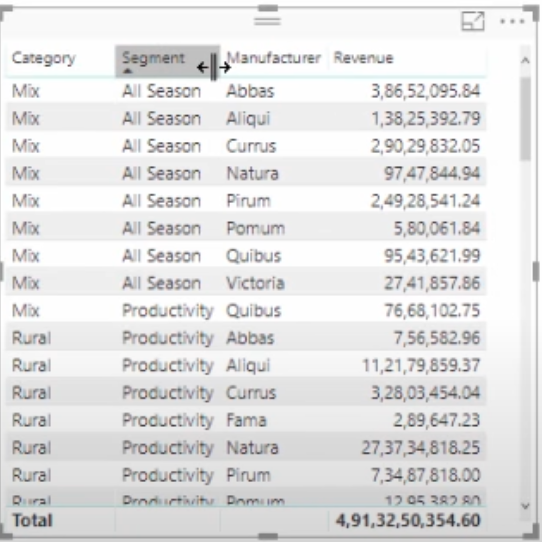 Category Segment Manufacturer Revenue
Mix All Season Abbas 3,86,52,095.84
Mix All Season Aliqui 1,38,25,392.79
Mix All Season Currus 2,90,29,832.05
Mix All Season Natura 97,47,844.94
Mix All Season Pirum 2,49,28,541.24
Mix All Season Pomum 5,80,061.84
Mix All Season Quibus 95,43,621.99
Mix All Season Victoria 27,41,857.86
Mix Productivity Quibus 76,68,102.75
Rural Productivity Abbas 7,56,582.96
Rural Productivity Aliqui 11,21,79,859.37
Rural Productivity Currus 3,28,03,454.04
Rural Productivity Fama 2,89,647.23
Rural Productivity Natura 27,37,34,818.25
Rural Productivity Pirum 7,34,87,818.00
Rural Productivity Pomum 12,95,382.80
Total 4,91,32,50,354.60